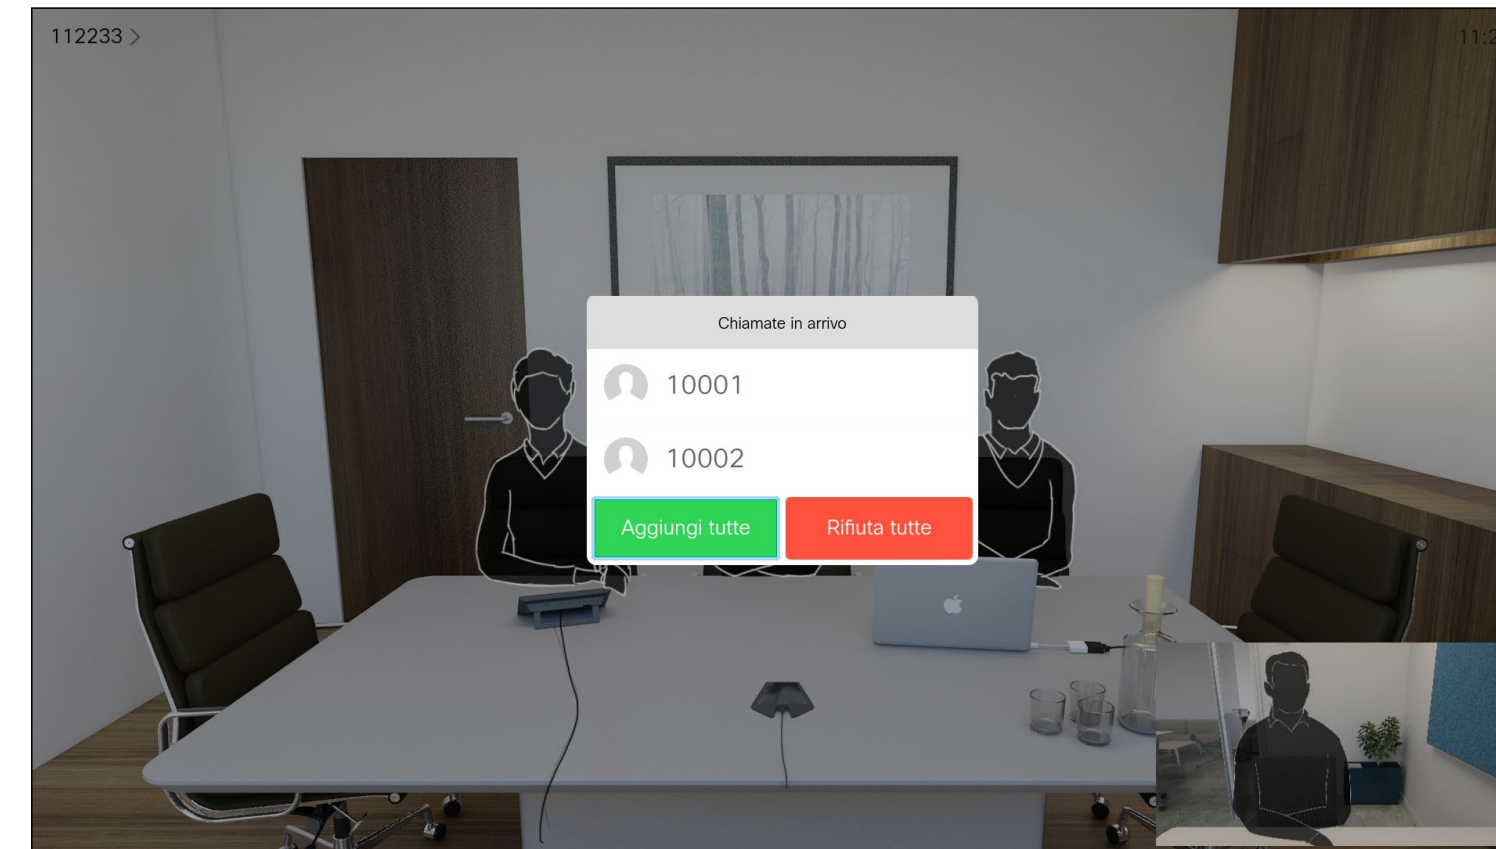 112233 >
Chiamate in arrivo
10001
10002
Aggiungi tutte
Rifiuta tutte